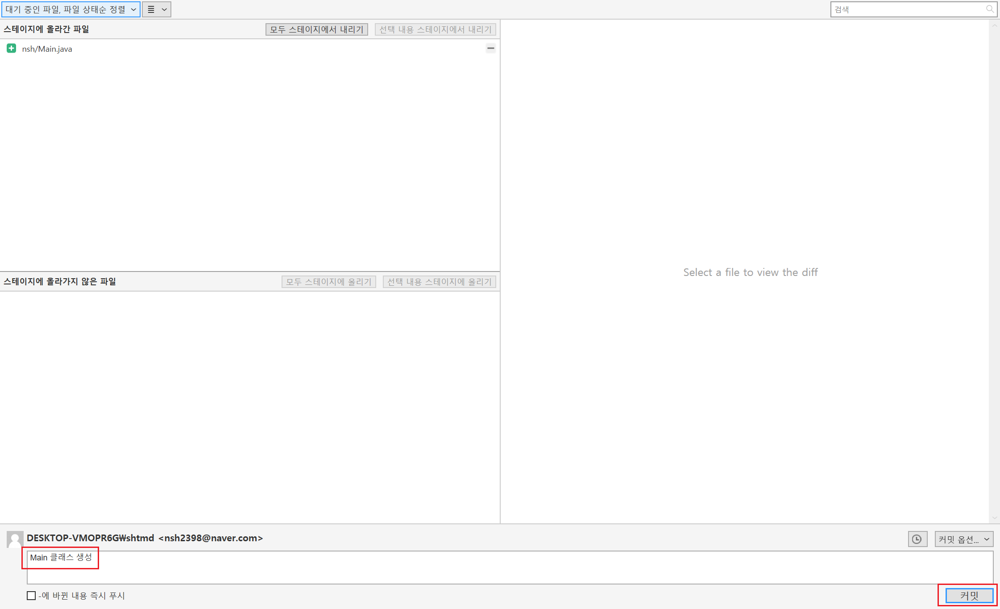 대기 중인 파일, 파일 상태순 정렬
검색
스테이지에 올라간 파일
모두 스테이지에서 내리기
선택 내용 스테이지에서 내리기
nsh/Main.java
Select a file to view the diff
스테이지에 올라가지 않은 파일
모두 스테이지에 올리기
선택 내용 스테이지에 올리기
DESKTOP-VMOPR6G₩shtmd <nsh2398@naver.com>
커밋 옵션...
Main 클래스 생성
-에 바뀐 내용 즉시 푸시
커밋